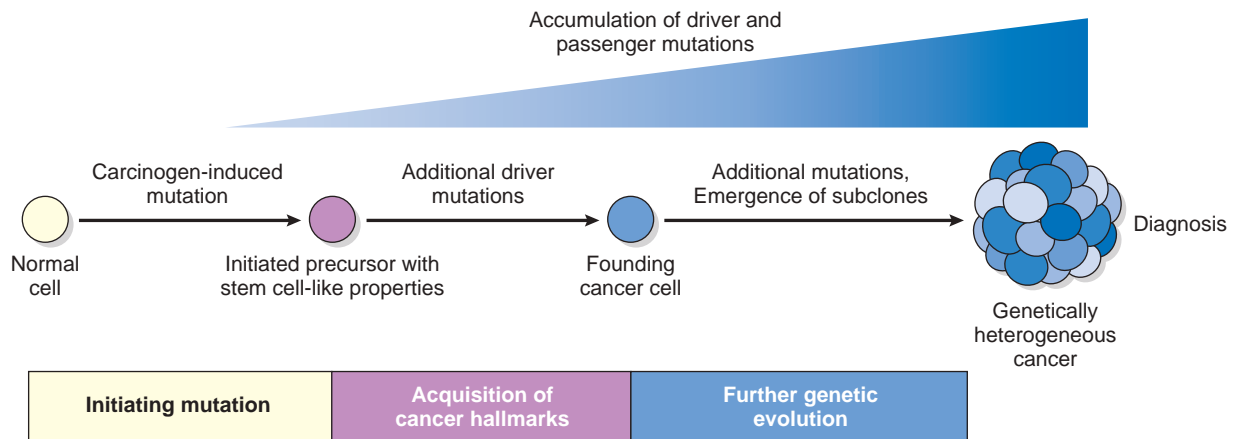 Accumulation of driver and
passenger mutations
Carcinogen-induced
mutation
Additional driver
mutations
Additional mutations,
Emergence of subclones
Normal
cell
Initiated precursor with
stem cell-like properties
Founding
cancer cell
Diagnosis
Genetically
heterogeneous
cancer
Initiating mutation
Acquisition of
cancer hallmarks
Further genetic
evolution